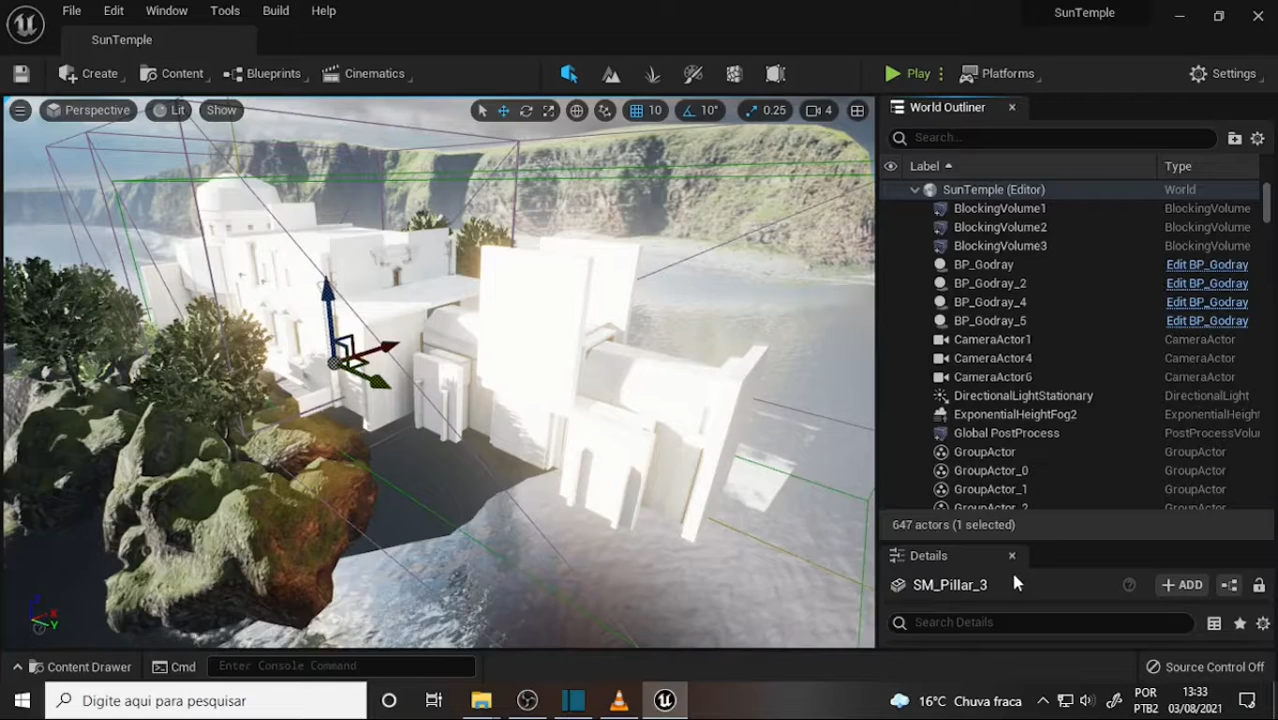 File Edit Window Tools Build Help
SunTemple
SunTemple
Create Content Blueprints Cinematics Play Platforms Settings
Perspective Lit Show 10 10° 0.25 4
World Outliner
Search...
Label Type
SunTemple (Editor) World
BlockingVolume1 BlockingVolume
BlockingVolume2 BlockingVolume
BlockingVolume3 BlockingVolume
BP_Godray Edit BP_Godray
BP_Godray_2 Edit BP_Godray
BP_Godray_4 Edit BP_Godray
BP_Godray_5 Edit BP_Godray
CameraActor1 CameraActor
CameraActor4 CameraActor
CameraActor6 CameraActor
DirectionalLightStationary DirectionalLight
ExponentialHeightFog2 ExponentialHeight
Global PostProcess PostProcessVolu
GroupActor GroupActor
GroupActor_0 GroupActor
GroupActor_1 GroupActor
GroupActor_2 GroupActor
647 actors (1 selected)
Details
SM_Pillar_3 ADD
Search Details
Z X Y
Content Drawer Cmd Enter Console Command Source Control Off
Digite aqui para pesquisar
16°C Chuva fraca
POR
PTB2
13:33
03/08/2021